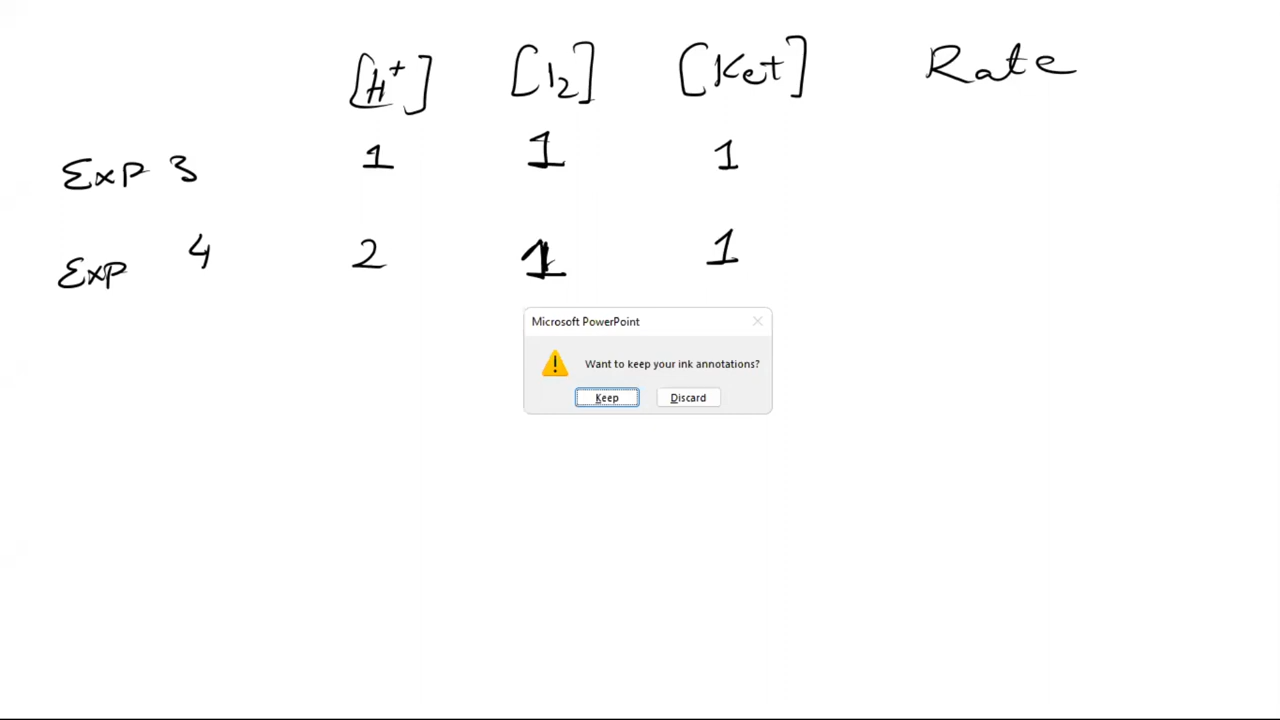 [H+] [I2] [Ket] Rate
Exp 3 1 1 1
Exp 4 2 1 1
Microsoft PowerPoint
Want to keep your ink annotations?
Keep Discard